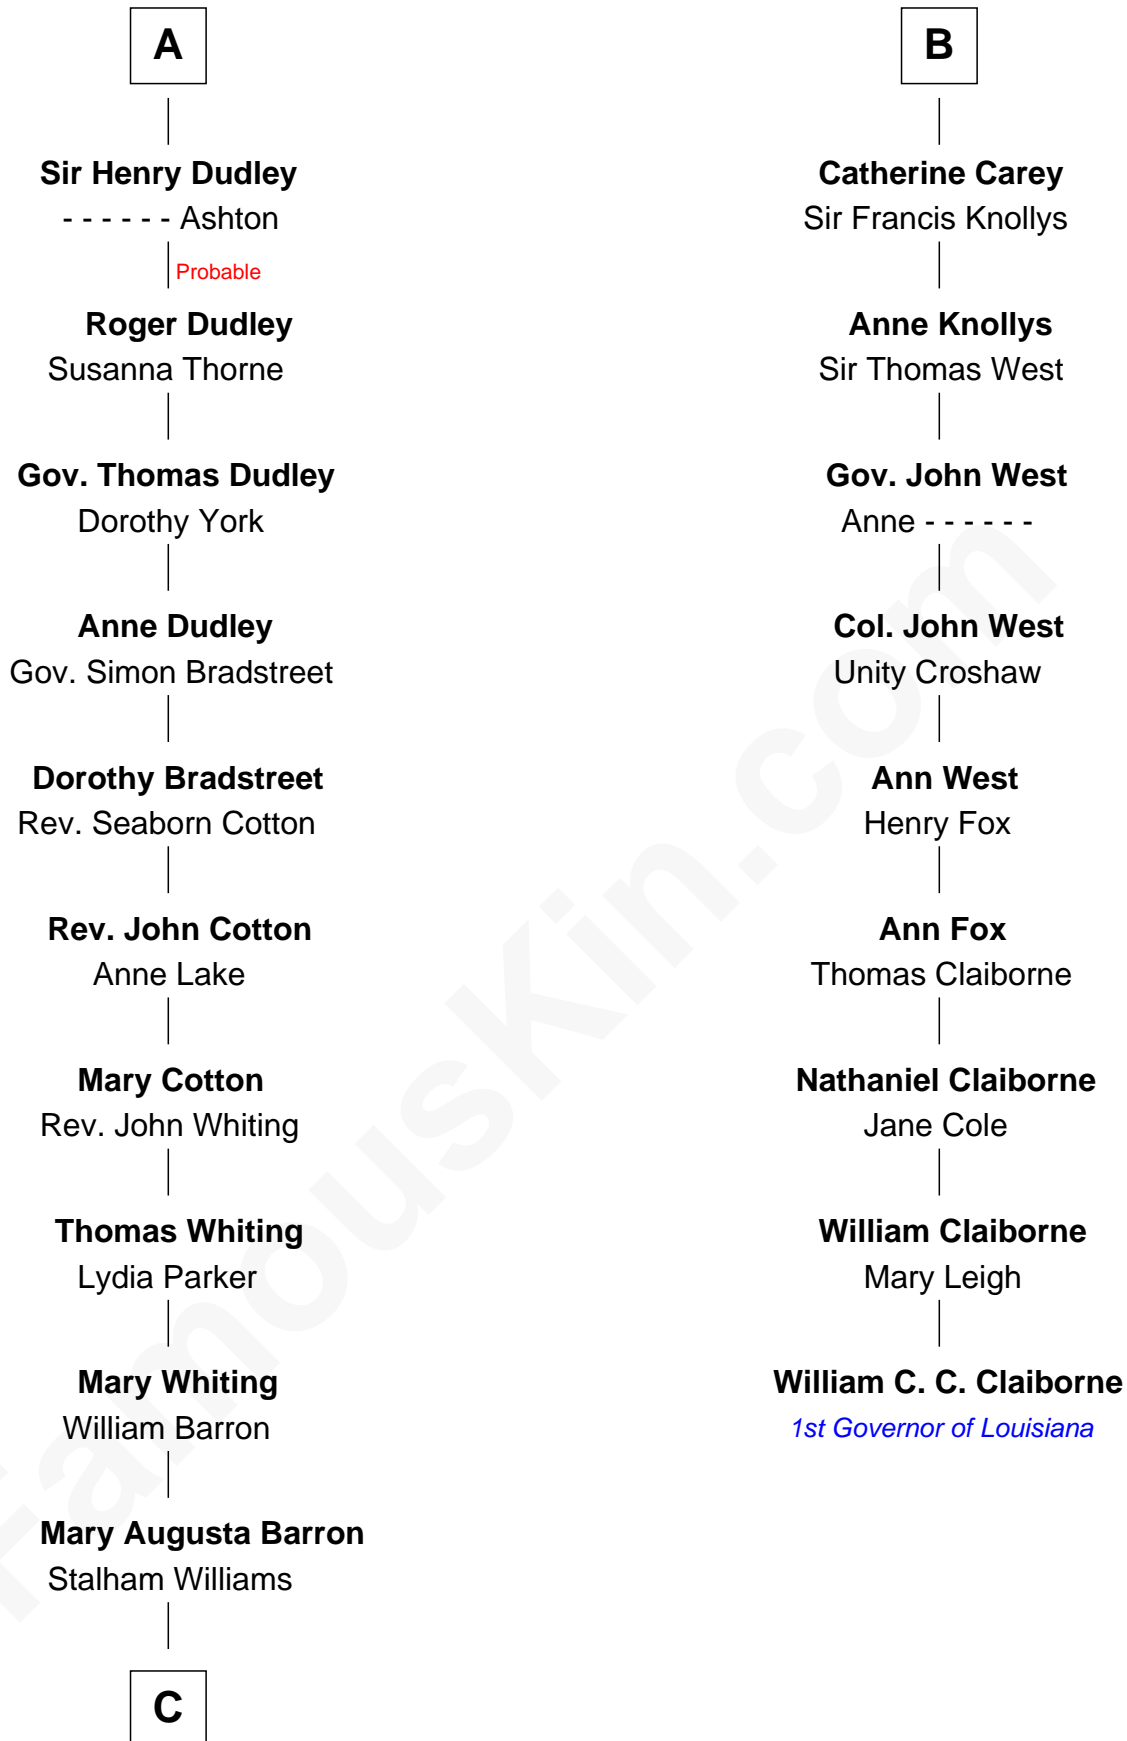 A
Sir Henry Dudley
- - - - - - Ashton
Probable
Roger Dudley
Susanna Thorne
Gov. Thomas Dudley
Dorothy York
Anne Dudley
Gov. Simon Bradstreet
Dorothy Bradstreet
Rev. Seaborn Cotton
Rev. John Cotton
Anne Lake
Mary Cotton
Rev. John Whiting
Thomas Whiting
Lydia Parker
Mary Whiting
William Barron
Mary Augusta Barron
Stalham Williams
C
B
Catherine Carey
Sir Francis Knollys
Anne Knollys
Sir Thomas West
Gov. John West
Anne - - - - - -
Col. John West
Unity Croshaw
Ann West
Henry Fox
Ann Fox
Thomas Claiborne
Nathaniel Claiborne
Jane Cole
William Claiborne
Mary Leigh
William C. C. Claiborne
1st Governor of Louisiana
FamousKin.com